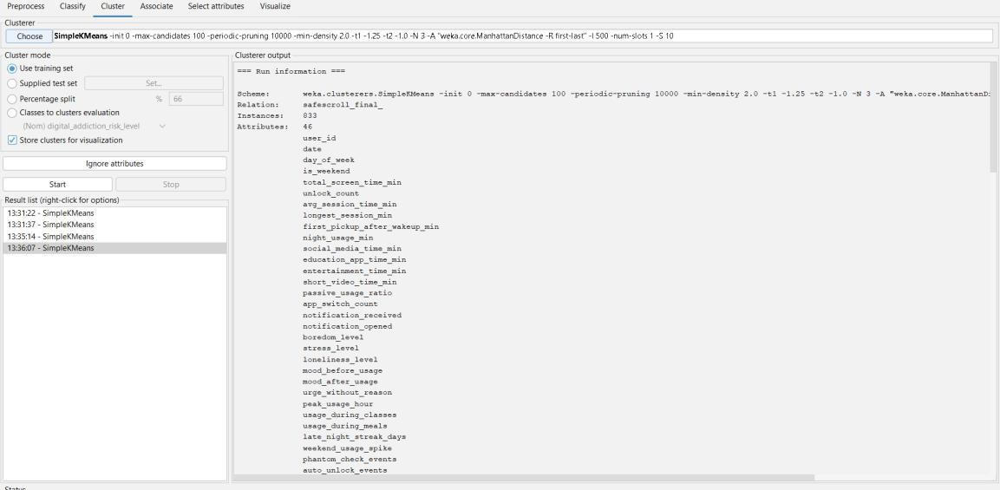 Preprocess Classify Cluster Associate Select attributes Visualize
Clusterer
Choose SimpleKMeans -init 0 -max-candidates 100 -periodic-pruning 10000 -min-density 2.0 -t1 -1.25 -t2 -1.0 -N 3 -A "weka.core.ManhattanDistance -R first-last" -I 500 -num-slots 1 -S 10
Cluster mode
Use training set
Supplied test set Set...
Percentage split % 66
Classes to clusters evaluation
(Nom) digital_addiction_risk_level
Store clusters for visualization
Ignore attributes
Start Stop
Result list (right-click for options)
13:31:22 - SimpleKMeans
13:31:37 - SimpleKMeans
13:35:14 - SimpleKMeans
13:36:07 - SimpleKMeans
Clusterer output
=== Run information ===
Scheme: weka.clusterers.SimpleKMeans -init 0 -max-candidates 100 -periodic-pruning 10000 -min-density 2.0 -t1 -1.25 -t2 -1.0 -N 3 -A "weka.core.ManhattanDi
Relation: safescroll_final_
Instances: 833
Attributes: 46
user_id
date
day_of_week
is_weekend
total_screen_time_min
unlock_count
avg_session_time_min
longest_session_min
first_pickup_after_wakeup_min
night_usage_min
social_media_time_min
education_app_time_min
entertainment_time_min
short_video_time_min
passive_usage_ratio
app_switch_count
notification_received
notification_opened
boredom_level
stress_level
loneliness_level
mood_before_usage
mood_after_usage
urge_without_reason
peak_usage_hour
usage_during_classes
usage_during_meals
late_night_streak_days
weekend_usage_spike
phantom_check_events
auto_unlock_events
Status